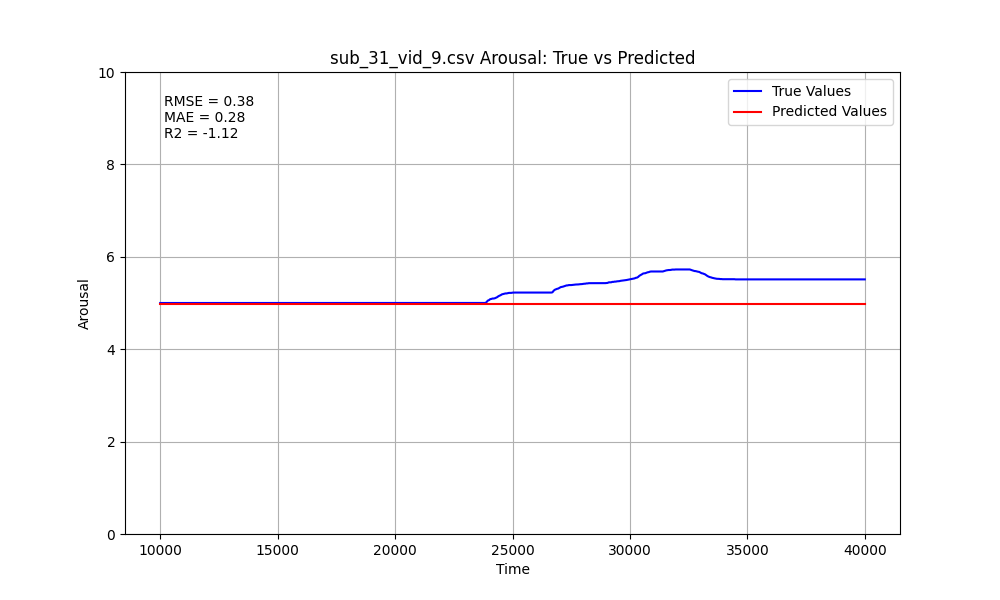 sub_31_vid_9.csv Arousal: True vs Predicted
RMSE = 0.38
MAE = 0.28
R2 = -1.12
True Values
Predicted Values
Arousal
10
8
6
4
2
0
10000 15000 20000 25000 30000 35000 40000
Time